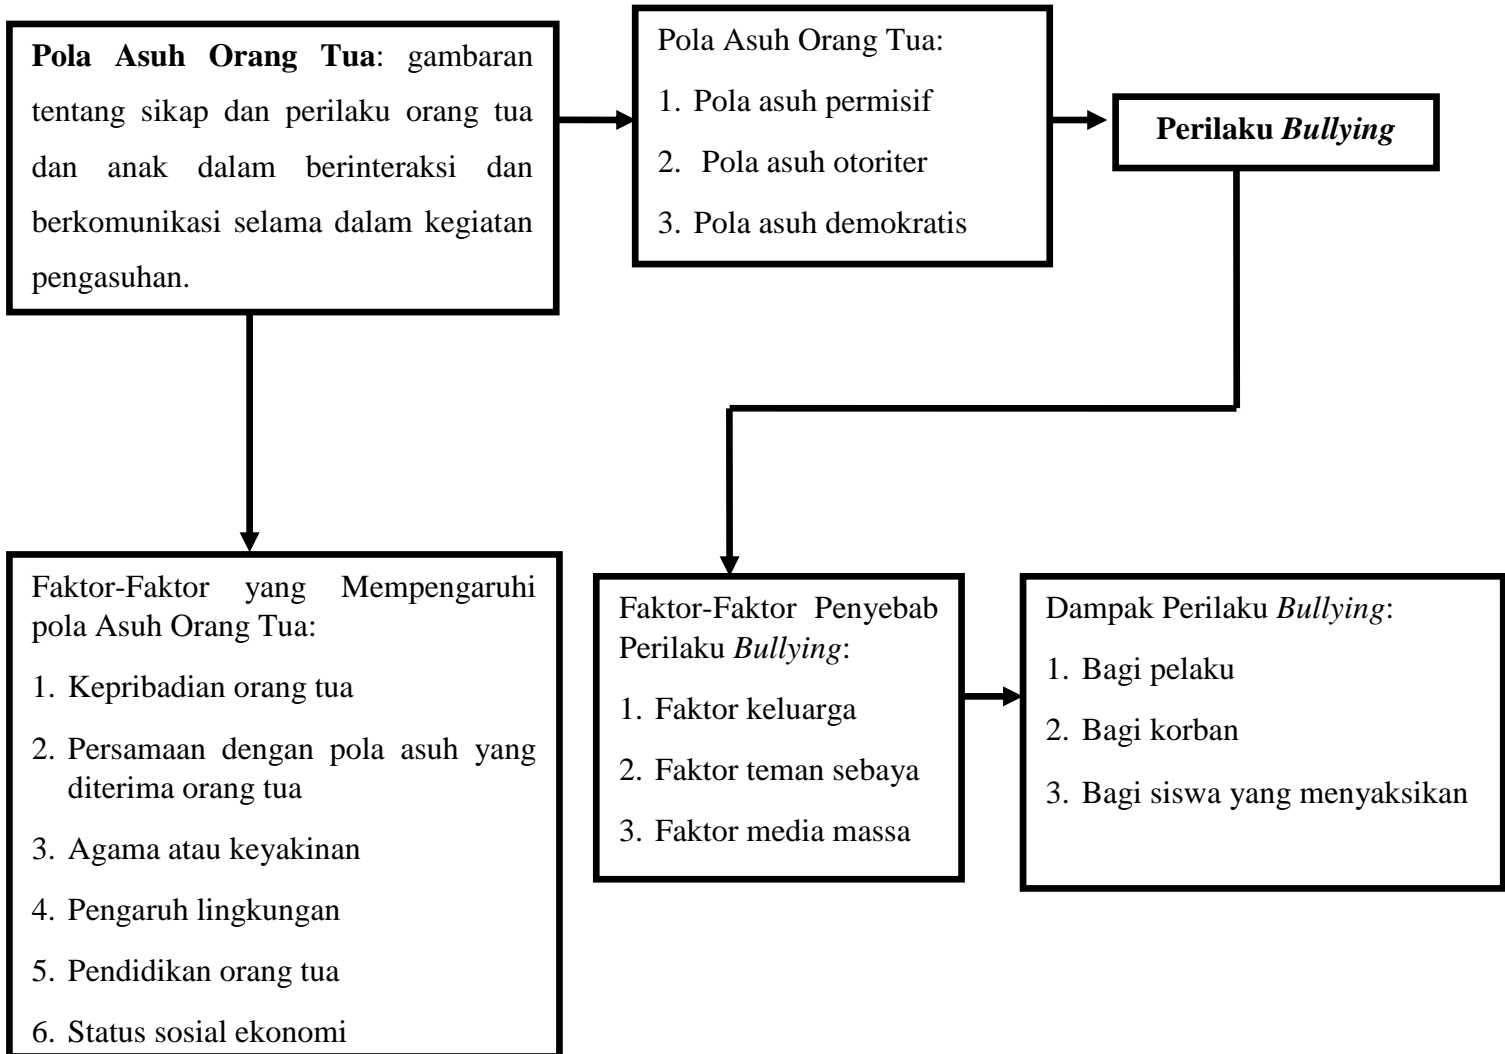 Pola Asuh Orang Tua: gambaran
tentang sikap dan perilaku orang tua
dan anak dalam berinteraksi dan
berkomunikasi selama dalam kegiatan
pengasuhan.
Pola Asuh Orang Tua:
1. Pola asuh permisif
2. Pola asuh otoriter
3. Pola asuh demokratis
Perilaku Bullying
Faktor-Faktor yang Mempengaruhi
pola Asuh Orang Tua:
1. Kepribadian orang tua
2. Persamaan dengan pola asuh yang
diterima orang tua
3. Agama atau keyakinan
4. Pengaruh lingkungan
5. Pendidikan orang tua
6. Status sosial ekonomi
Faktor-Faktor Penyebab
Perilaku Bullying:
1. Faktor keluarga
2. Faktor teman sebaya
3. Faktor media massa
Dampak Perilaku Bullying:
1. Bagi pelaku
2. Bagi korban
3. Bagi siswa yang menyaksikan